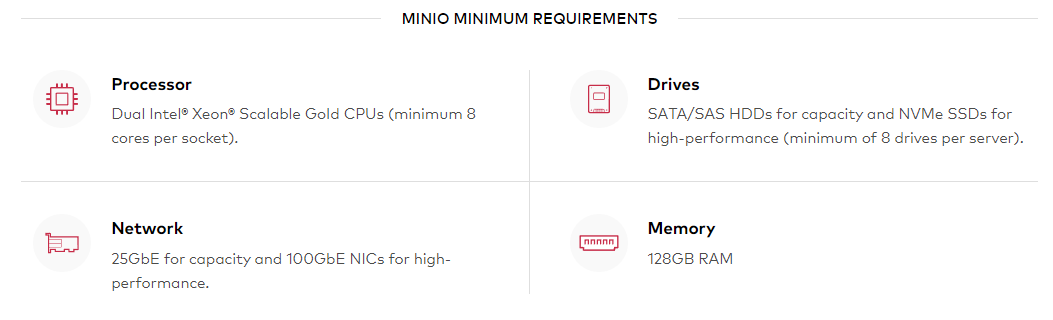 MINIO MINIMUM REQUIREMENTS
Processor
Dual Intel® Xeon® Scalable Gold CPUs (minimum 8
cores per socket).
Drives
SATA/SAS HDDs for capacity and NVMe SSDs for
high-performance (minimum of 8 drives per server).
Network
25GbE for capacity and 100GbE NICs for high-
performance.
Memory
128GB RAM